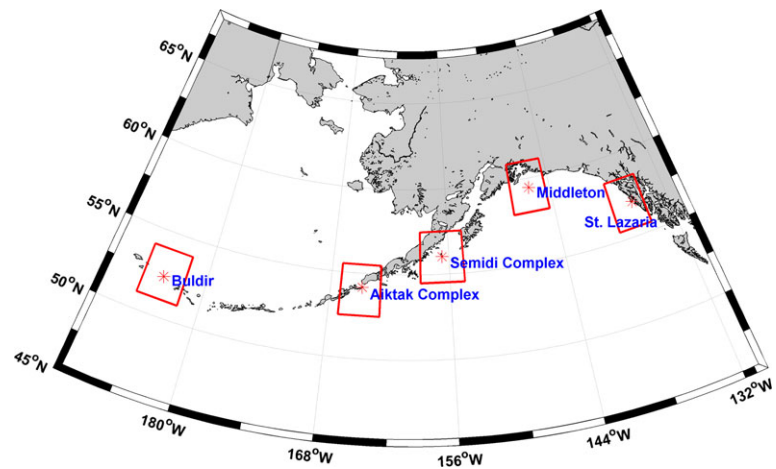 65°N
60°N
55°N
50°N
45°N
Middleton
St. Lazaria
Semidi Complex
Buldir
Aiktak Complex
180°W
168°W
156°W
144°W
132°W